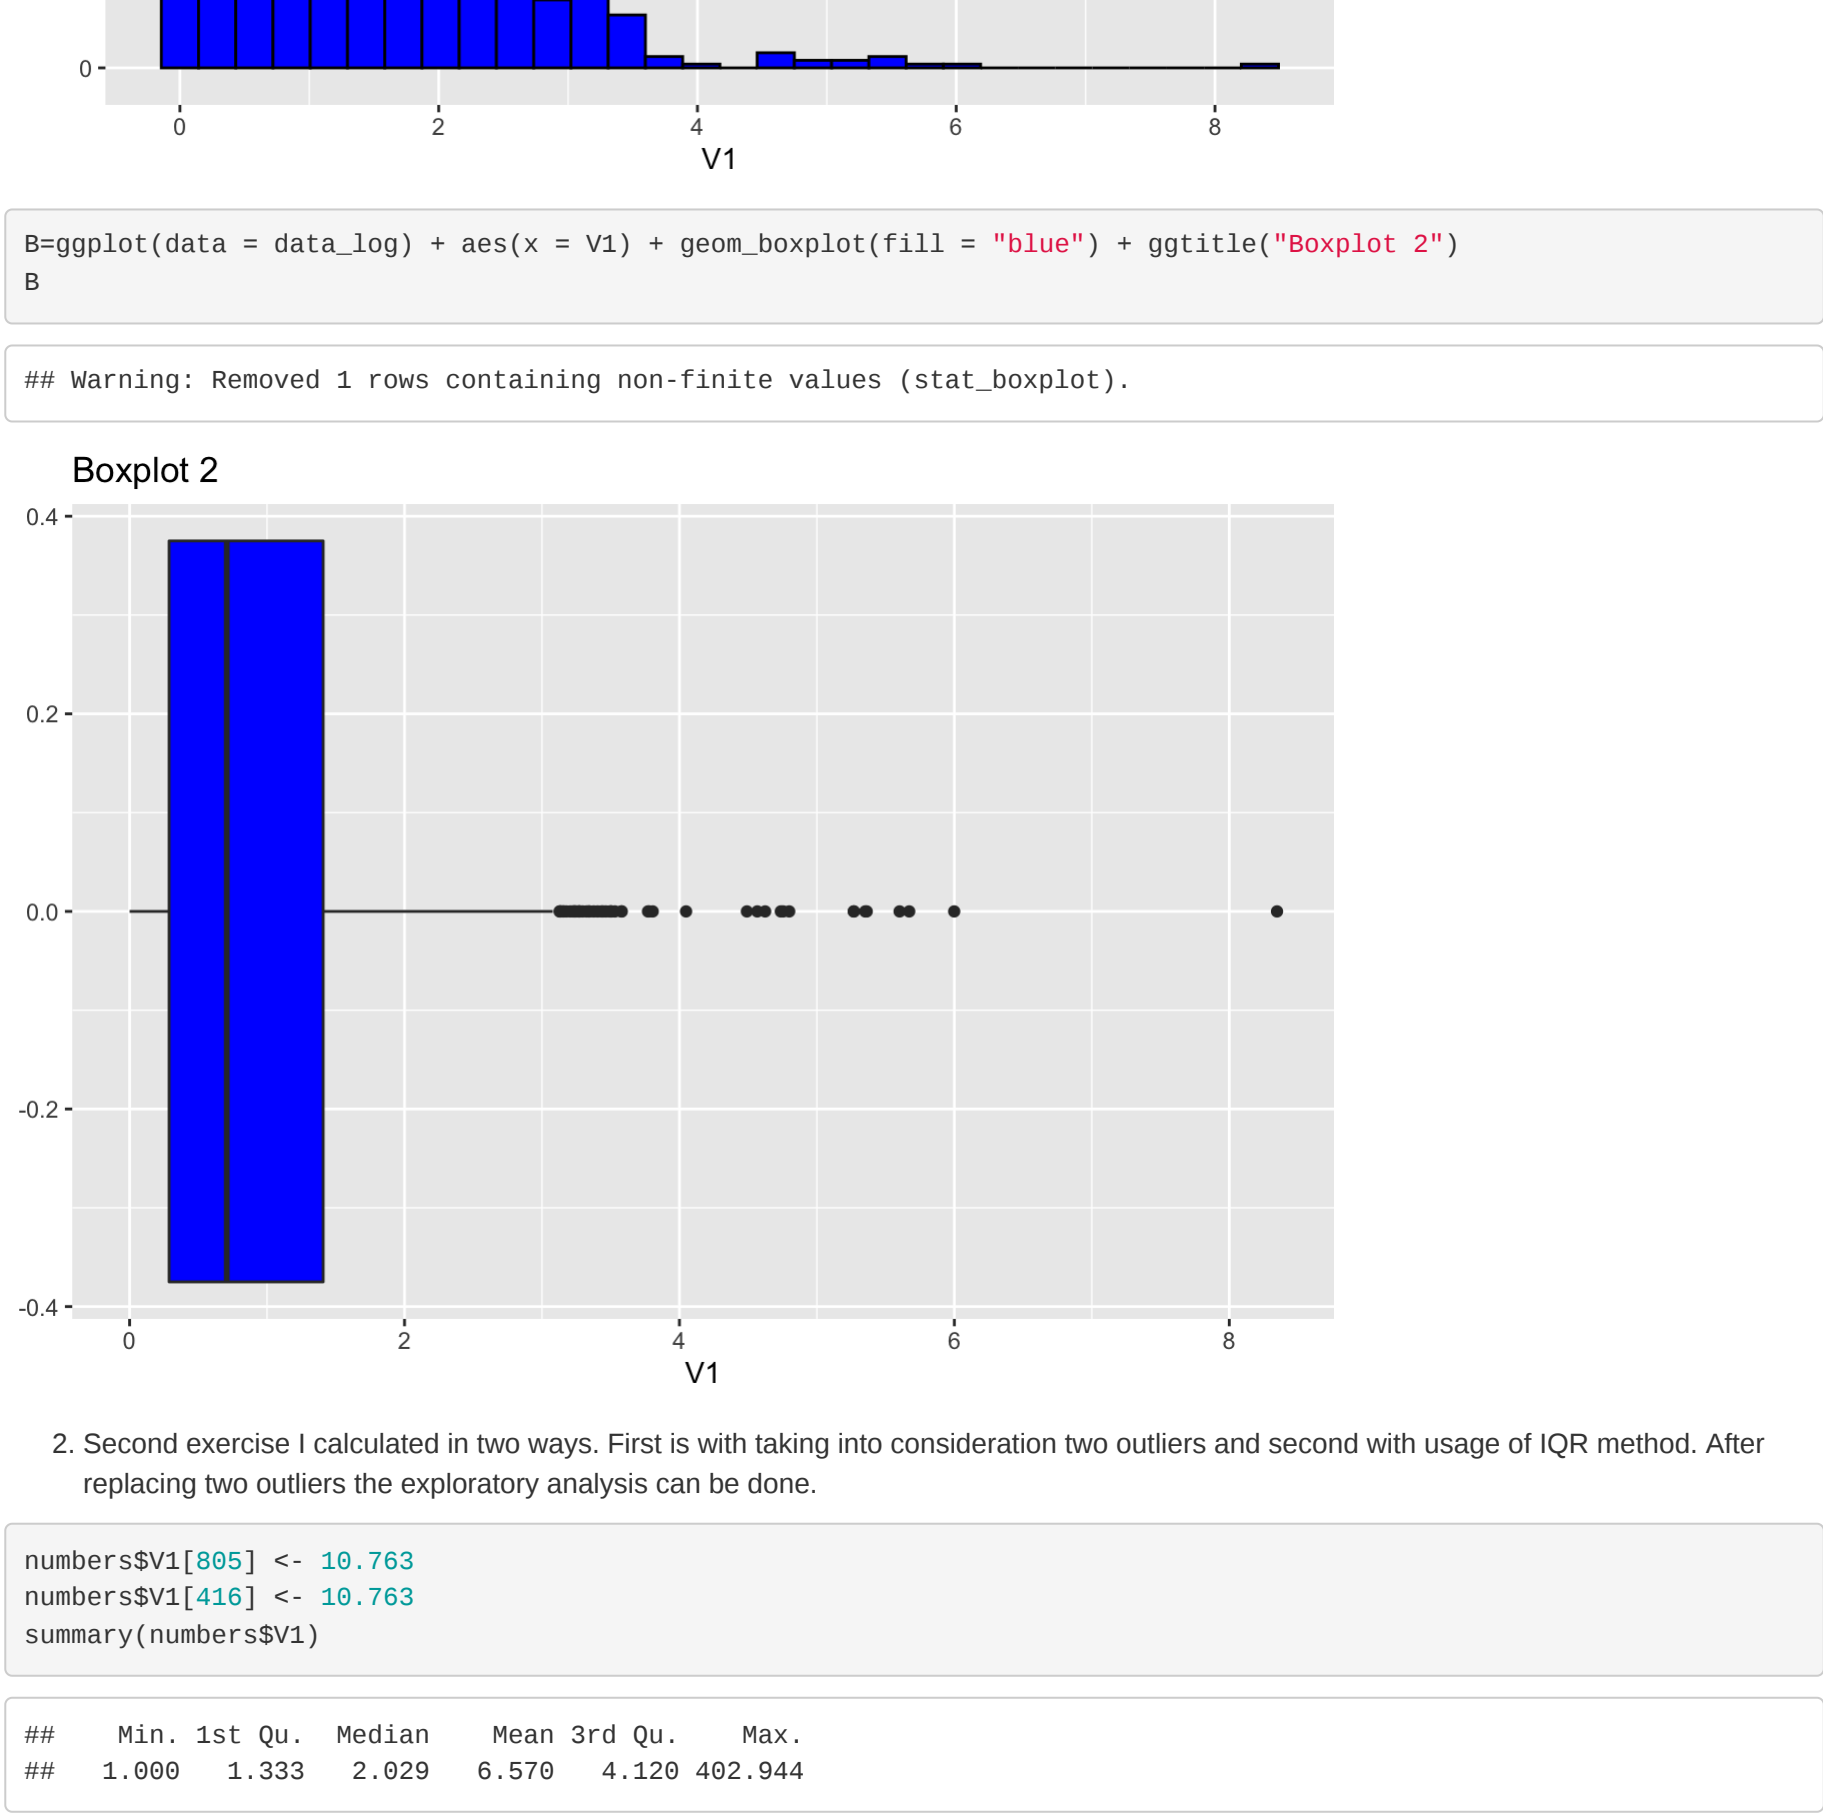 0
0 2 4 6 8
V1
B=ggplot(data = data_log) + aes(x = V1) + geom_boxplot(fill = "blue") + ggtitle("Boxplot 2")
B
## Warning: Removed 1 rows containing non-finite values (stat_boxplot).
Boxplot 2
0.4
0.2
0.0
-0.2
-0.4
0 2 4 6 8
V1
2. Second exercise I calculated in two ways. First is with taking into consideration two outliers and second with usage of IQR method. After
replacing two outliers the exploratory analysis can be done.
numbers$V1[805] <- 10.763
numbers$V1[416] <- 10.763
summary(numbers$V1)
##    Min. 1st Qu.  Median    Mean 3rd Qu.    Max.
##   1.000   1.333   2.029   6.570   4.120 402.944